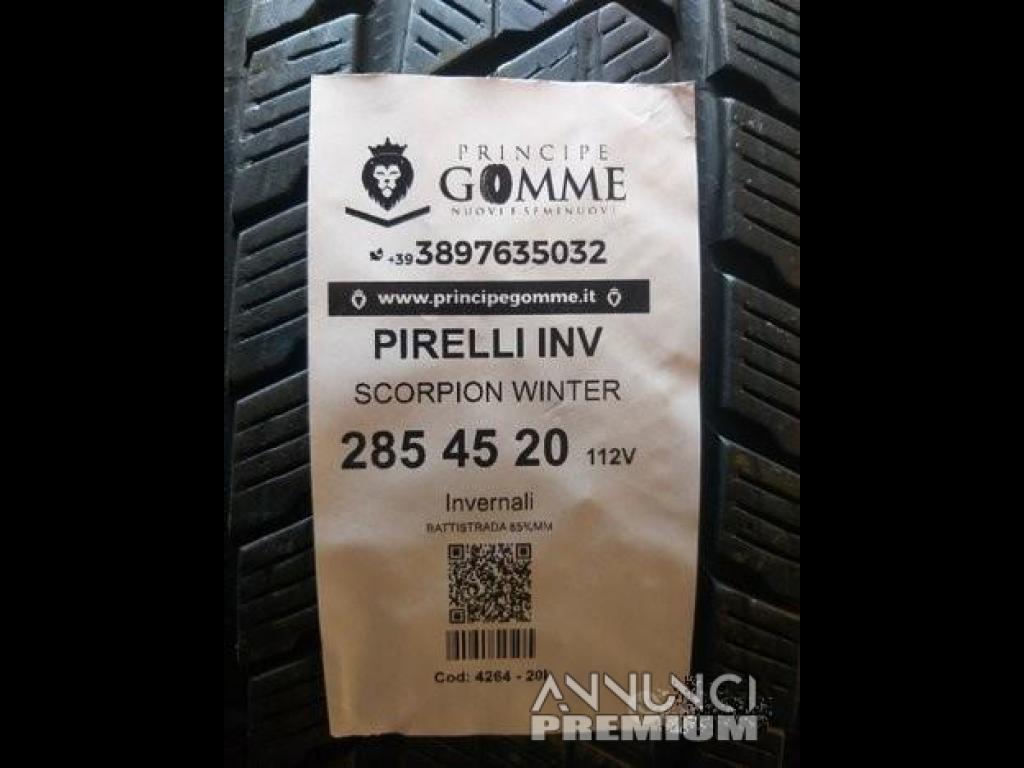 PRINCIPE
GOMME
NUOVI E SEMINUOVI
+39 3897635032
www.principegomme.it
PIRELLI INV
SCORPION WINTER
285 45 20 112V
Invernali
BATTISTRADA 85%MM
Cod: 4264 - 20
ANNUNCI
PREMIUM